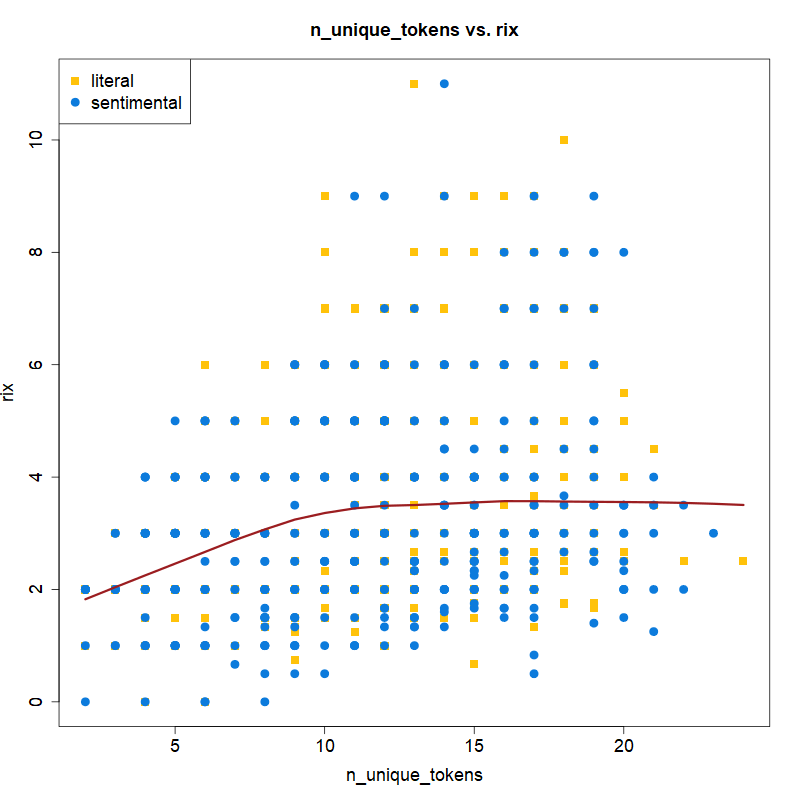 n_unique_tokens vs. rix
literal
sentimental
10
8
6
4
2
0
rix
5 10 15 20
n_unique_tokens